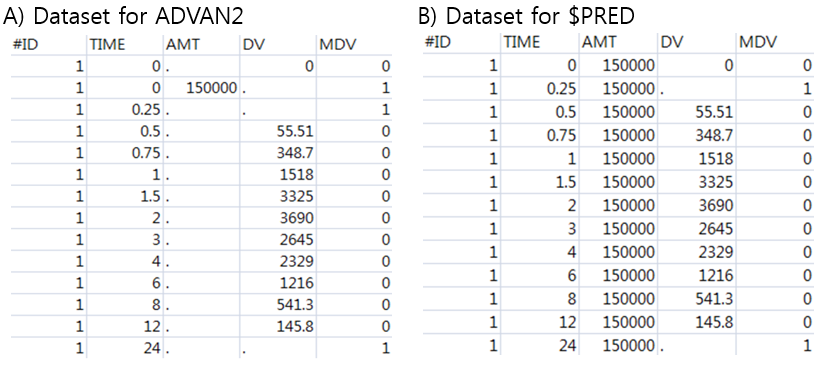 A) Dataset for ADVAN2
#ID TIME AMT DV MDV
1 0 . 0 0
1 0 150000 . 1
1 0.25 . . 1
1 0.5 . 55.51 0
1 0.75 . 348.7 0
1 1 . 1518 0
1 1.5 . 3325 0
1 2 . 3690 0
1 3 . 2645 0
1 4 . 2329 0
1 6 . 1216 0
1 8 . 541.3 0
1 12 . 145.8 0
1 24 . . 1
B) Dataset for $PRED
#ID TIME AMT DV MDV
1 0 150000 0 0
1 0.25 150000 . 1
1 0.5 150000 55.51 0
1 0.75 150000 348.7 0
1 1 150000 1518 0
1 1.5 150000 3325 0
1 2 150000 3690 0
1 3 150000 2645 0
1 4 150000 2329 0
1 6 150000 1216 0
1 8 150000 541.3 0
1 12 150000 145.8 0
1 24 150000 . 1